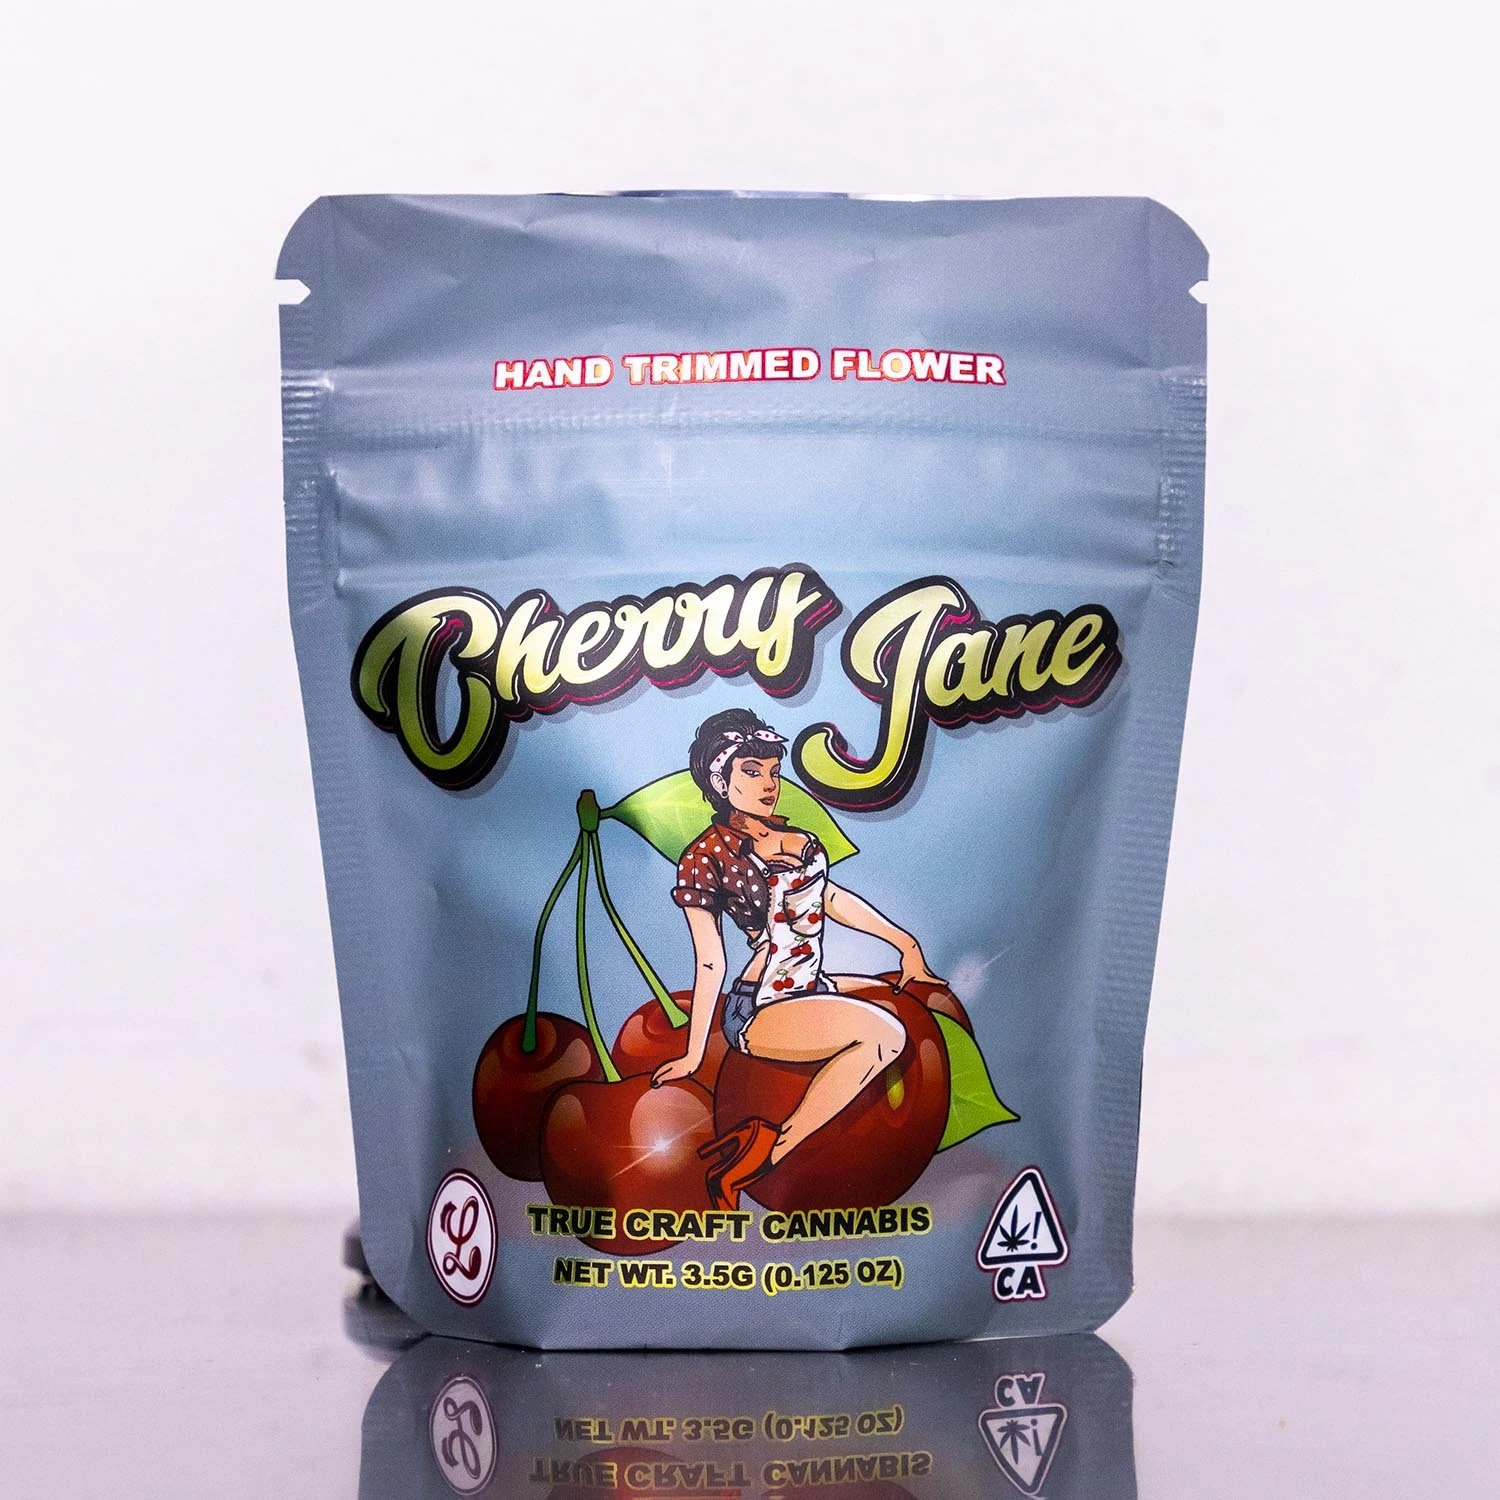 HAND TRIMMED FLOWER
Cherry Jane
TRUE CRAFT CANNABIS
NET WT. 3.5G (0.125 OZ)
L
!
CA